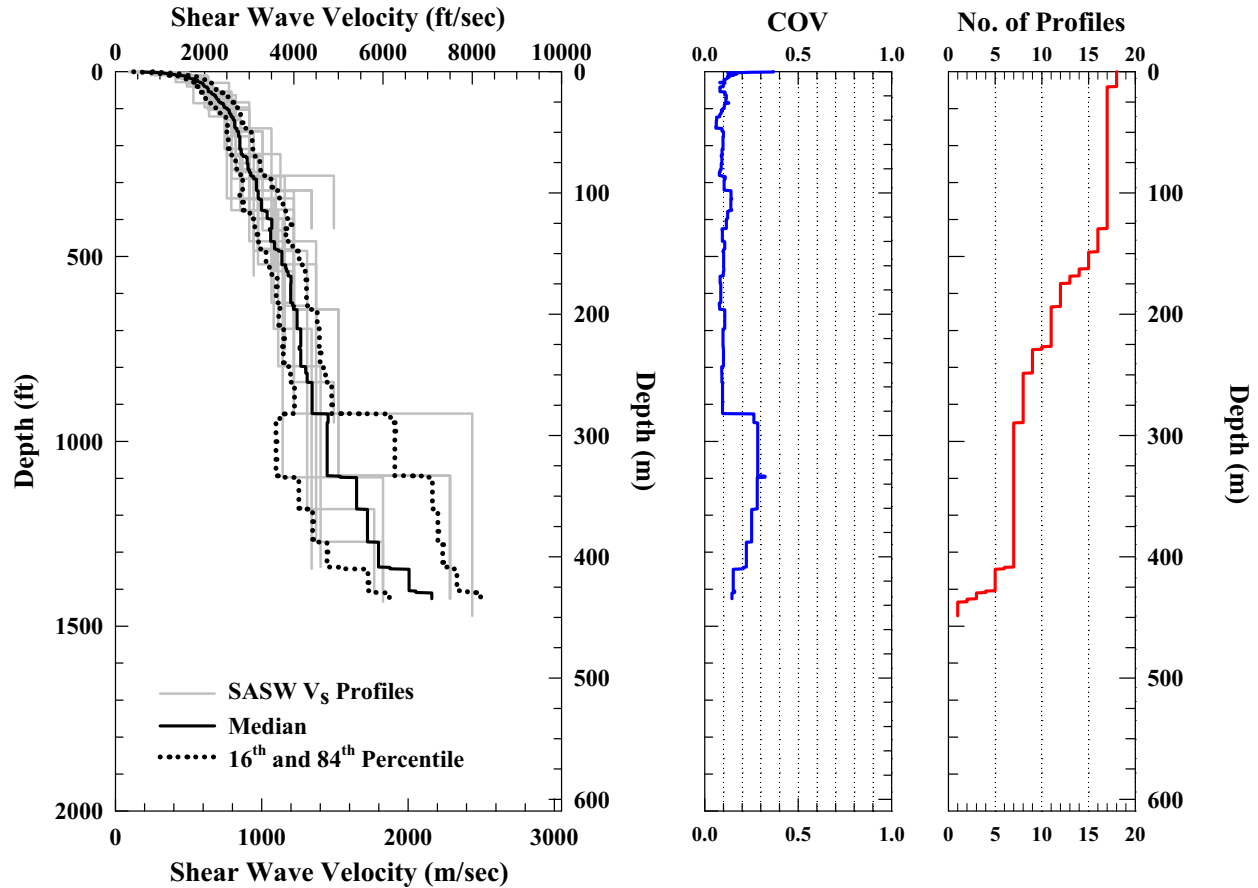 Shear Wave Velocity (ft/sec)
0 2000 4000 6000 8000 10000
0
500
1000
1500
2000
Depth (ft)
0
100
200
300
400
500
600
Depth (m)
SASW Vs Profiles
Median
16th and 84th Percentile
0 1000 2000 3000
Shear Wave Velocity (m/sec)
COV
0.0 0.5 1.0
0.0 0.5 1.0
No. of Profiles
0 5 10 15 20
0
100
200
300
400
500
600
Depth (m)
0 5 10 15 20